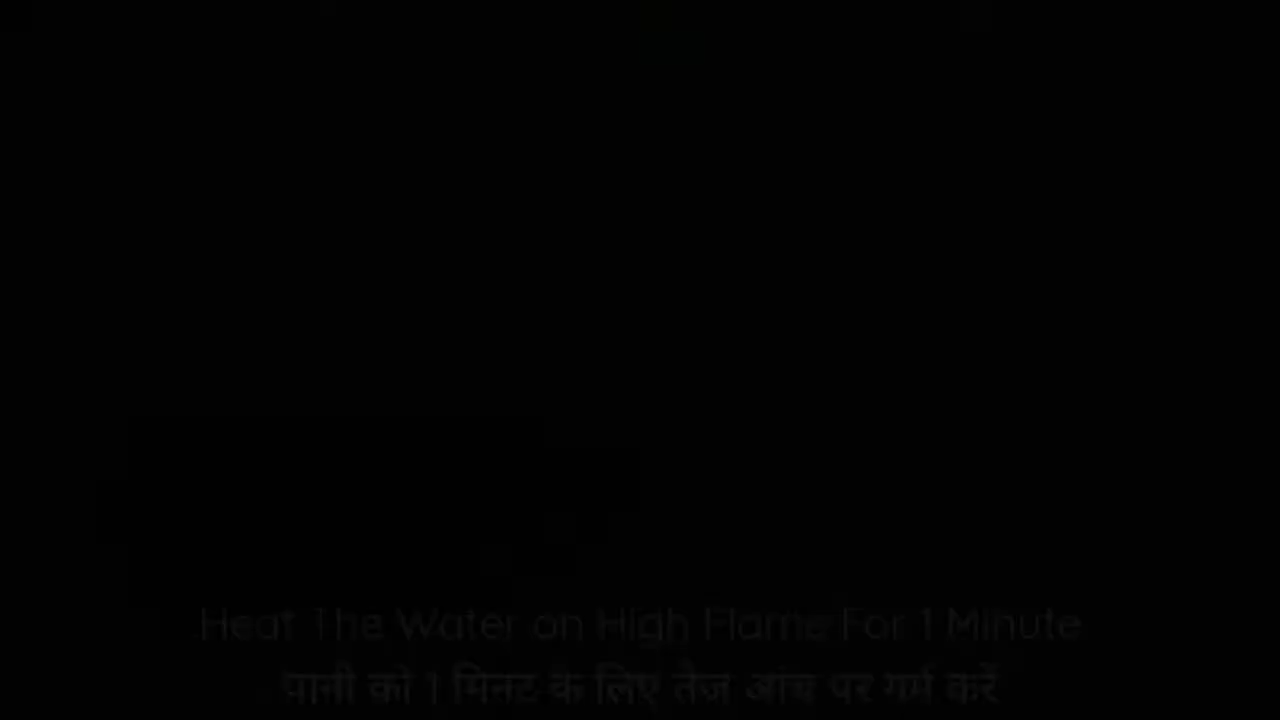 Heat The Water on High Flame For 1 Minute
पानी को 1 मिनट के लिए तेज आंच पर गर्म करें